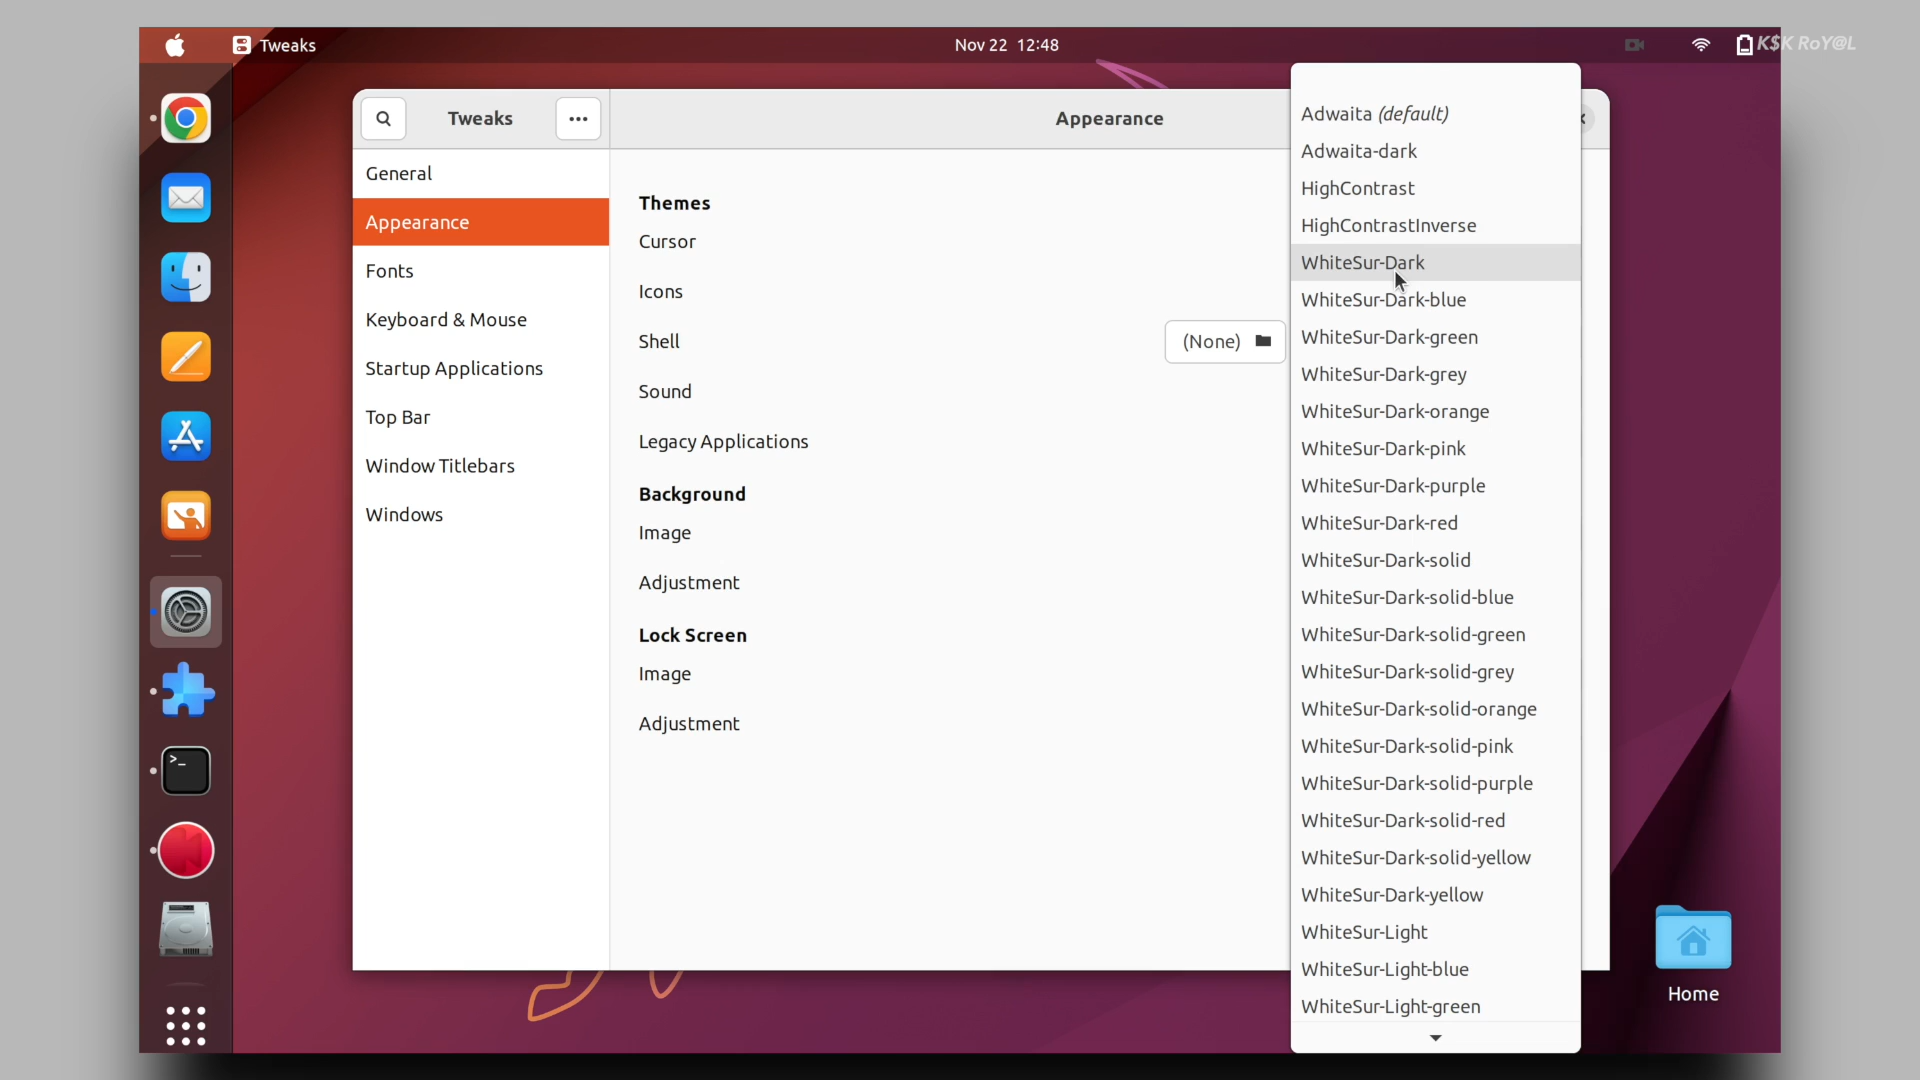 Tweaks
Nov 22 12:48
K$K RoY@L
Tweaks
Appearance
General
Appearance
Fonts
Keyboard & Mouse
Startup Applications
Top Bar
Window Titlebars
Windows
Themes
Cursor
Icons
Shell
(None)
Sound
Legacy Applications
Background
Image
Adjustment
Lock Screen
Image
Adjustment
Adwaita (default)
Adwaita-dark
HighContrast
HighContrastInverse
WhiteSur-Dark
WhiteSur-Dark-blue
WhiteSur-Dark-green
WhiteSur-Dark-grey
WhiteSur-Dark-orange
WhiteSur-Dark-pink
WhiteSur-Dark-purple
WhiteSur-Dark-red
WhiteSur-Dark-solid
WhiteSur-Dark-solid-blue
WhiteSur-Dark-solid-green
WhiteSur-Dark-solid-grey
WhiteSur-Dark-solid-orange
WhiteSur-Dark-solid-pink
WhiteSur-Dark-solid-purple
WhiteSur-Dark-solid-red
WhiteSur-Dark-solid-yellow
WhiteSur-Dark-yellow
WhiteSur-Light
WhiteSur-Light-blue
WhiteSur-Light-green
Home